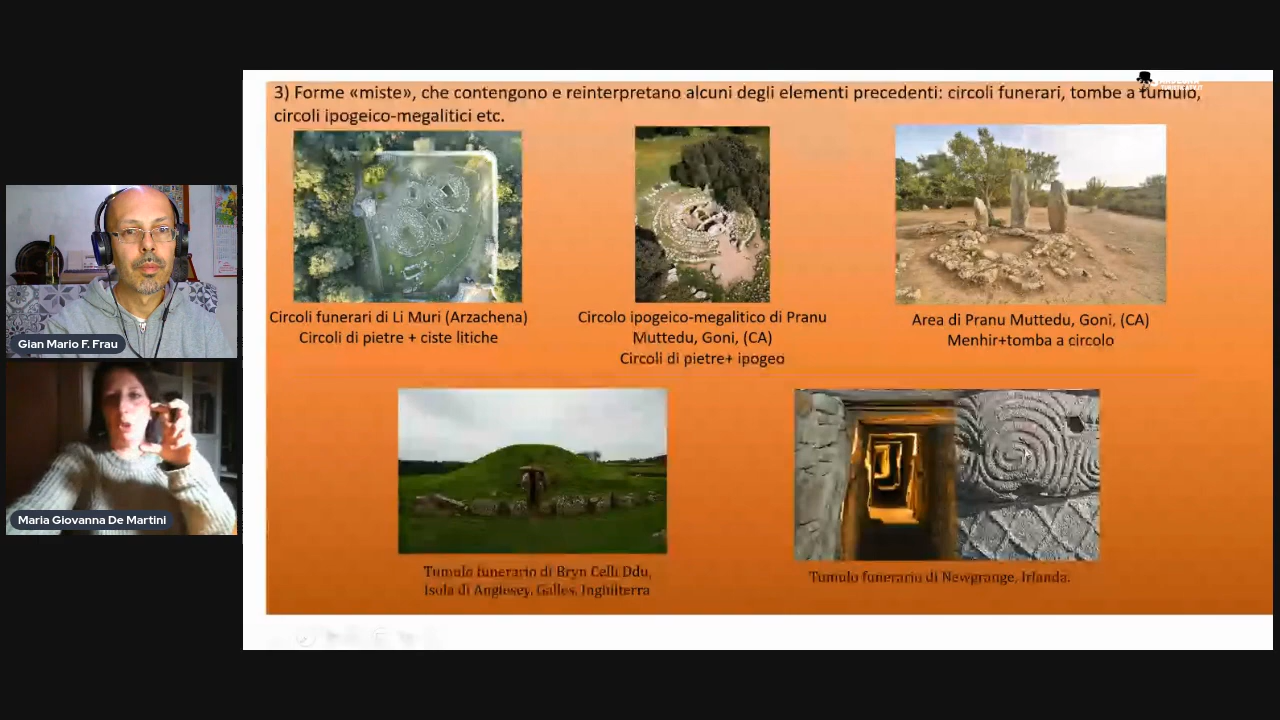 3) Forme «miste», che contengono e reinterpretano alcuni degli elementi precedenti: circoli funerari, tombe a tumulo,
circoli ipogeico-megalitici etc.
Circoli funerari di Li Muri (Arzachena)
Circoli di pietre + ciste litiche
Circolo ipogeico-megalitico di Pranu
Muttedu, Goni, (CA)
Circoli di pietre+ ipogeo
Area di Pranu Muttedu, Goni, (CA)
Menhir+tomba a circolo
Tumulo funerario di Bryn Celli Ddu,
Isola di Anglesey, Galles, Inghilterra
Tumulo funerario di Newgrange, Irlanda.
Gian Mario F. Frau
Maria Giovanna De Martini